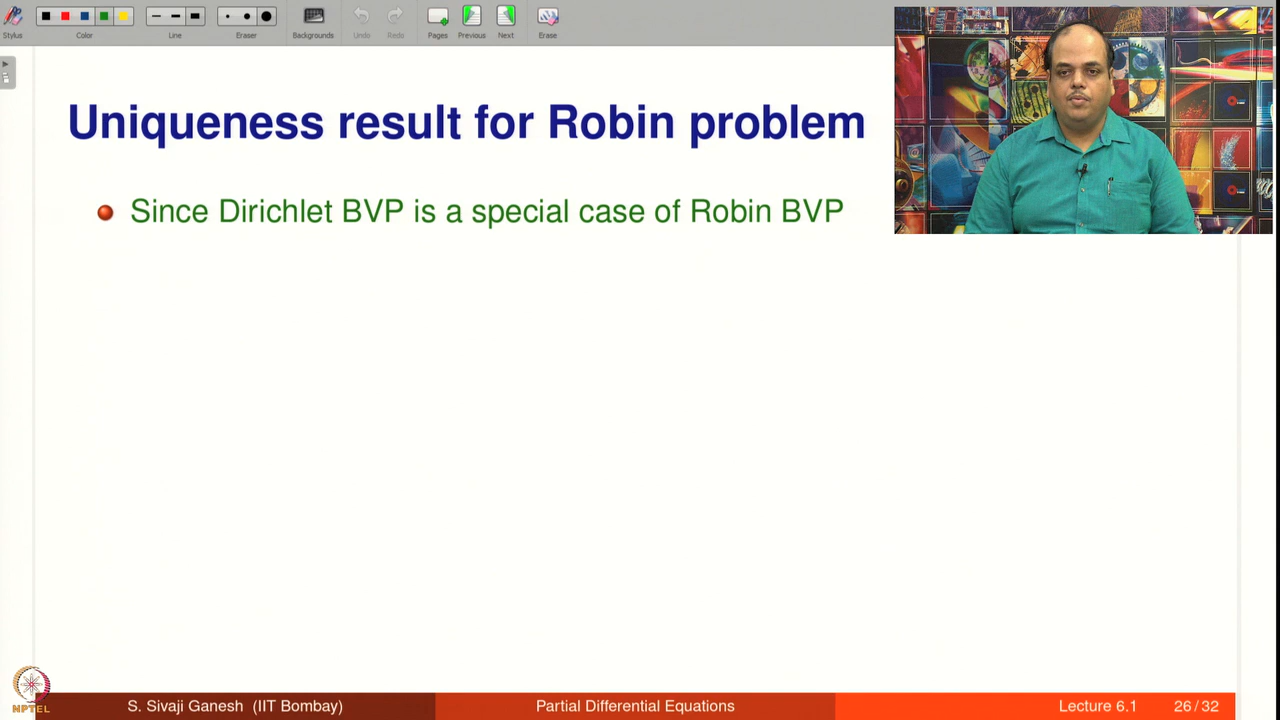 Stylus
Color
Line
Eraser
Backgrounds
Undo
Redo
Pages
Previous
Next
Erase
Uniqueness result for Robin problem
Since Dirichlet BVP is a special case of Robin BVP
NPTEL
S. Sivaji Ganesh (IIT Bombay)
Partial Differential Equations
Lecture 6.1
26/32